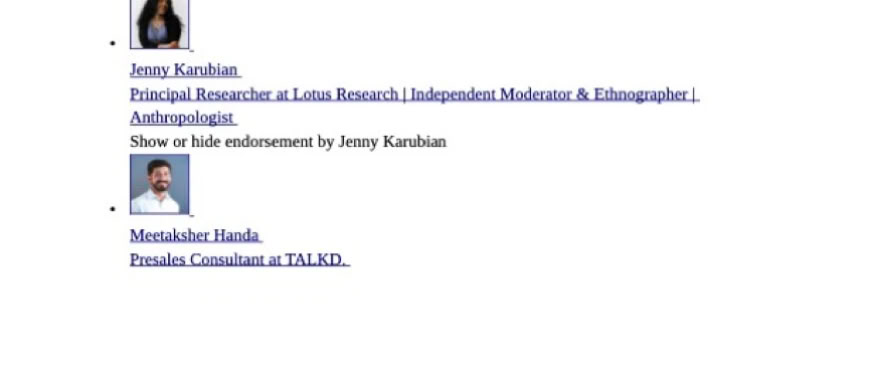 Jenny Karubian
Principal Researcher at Lotus Research | Independent Moderator & Ethnographer |
Anthropologist
Show or hide endorsement by Jenny Karubian
Meetaksher Handa
Presales Consultant at TALKD.